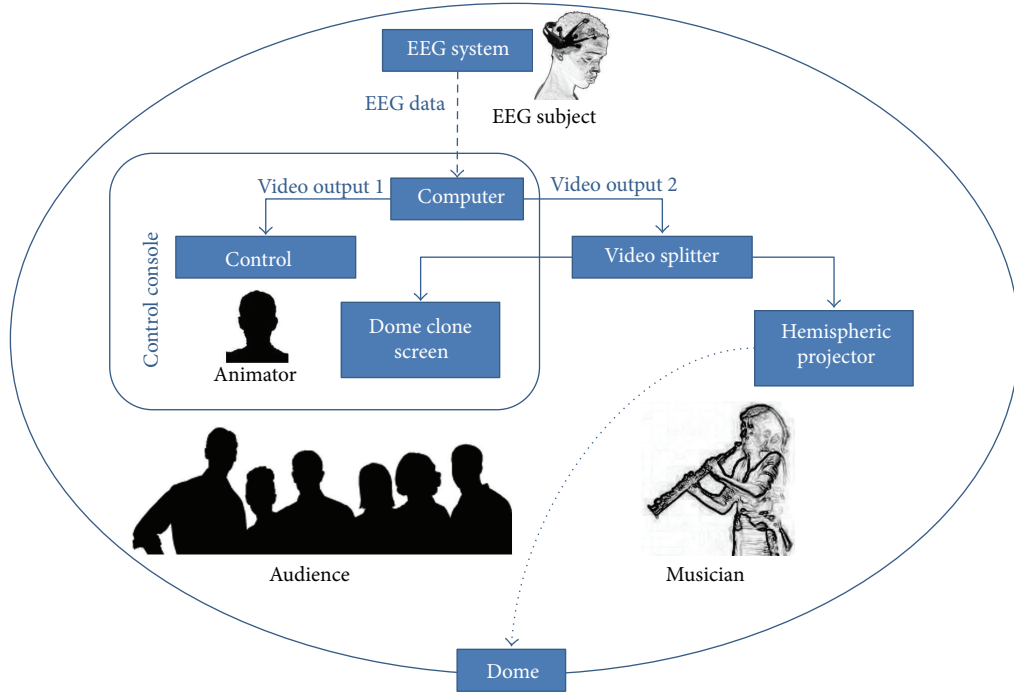 EEG system
EEG data
EEG subject
Video output 1
Computer
Video output 2
Control console
Control
Video splitter
Dome clone
screen
Hemispheric
projector
Animator
Audience
Musician
Dome